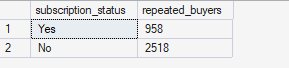 subscription_status repeated_buyers
1 Yes 958
2 No 2518